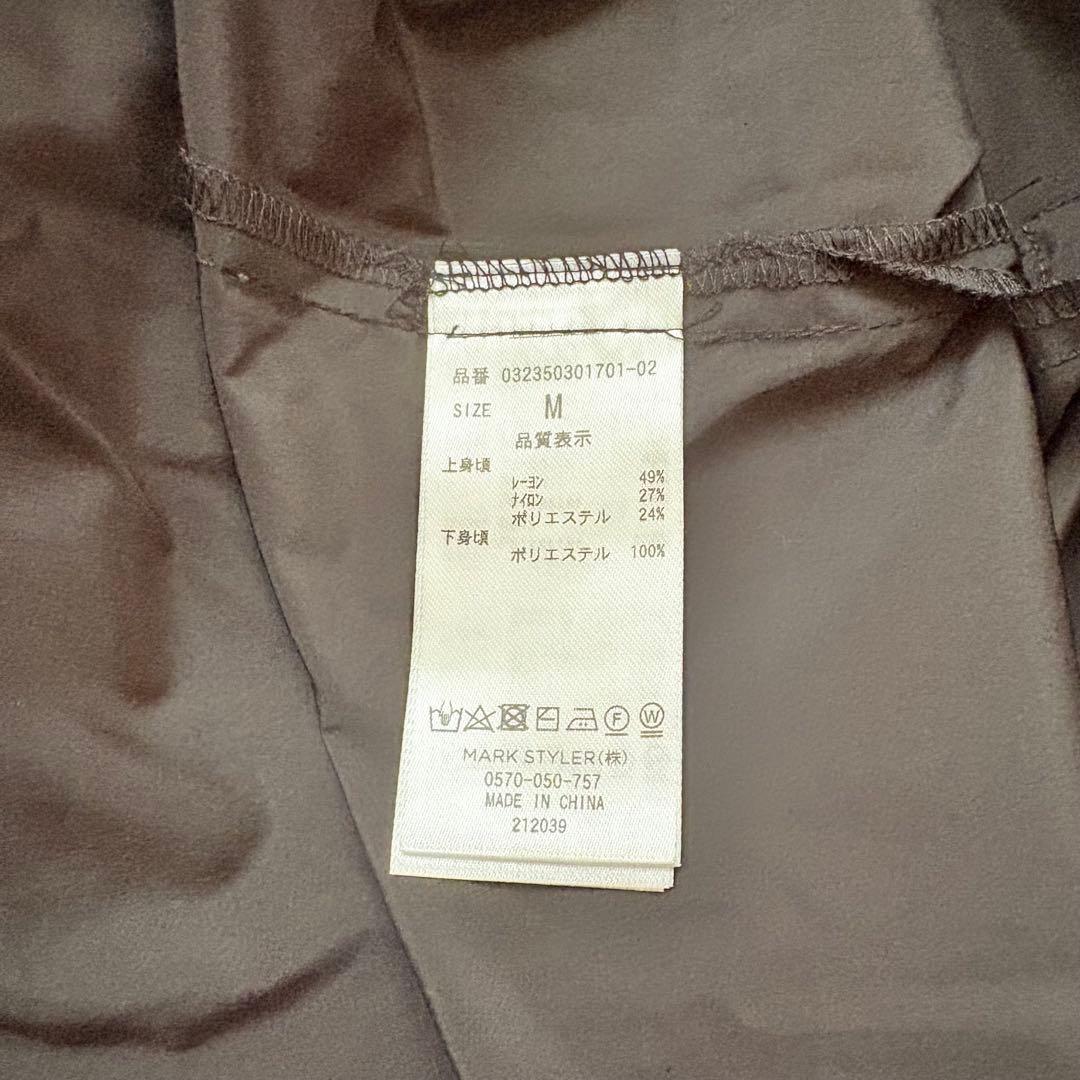 品番 032350301701-02
SIZE M
品質表示
上身頃
レーヨン 49%
ナイロン 27%
ポリエステル 24%
下身頃
ポリエステル 100%
F W
MARK STYLER(株)
0570-050-757
MADE IN CHINA
212039